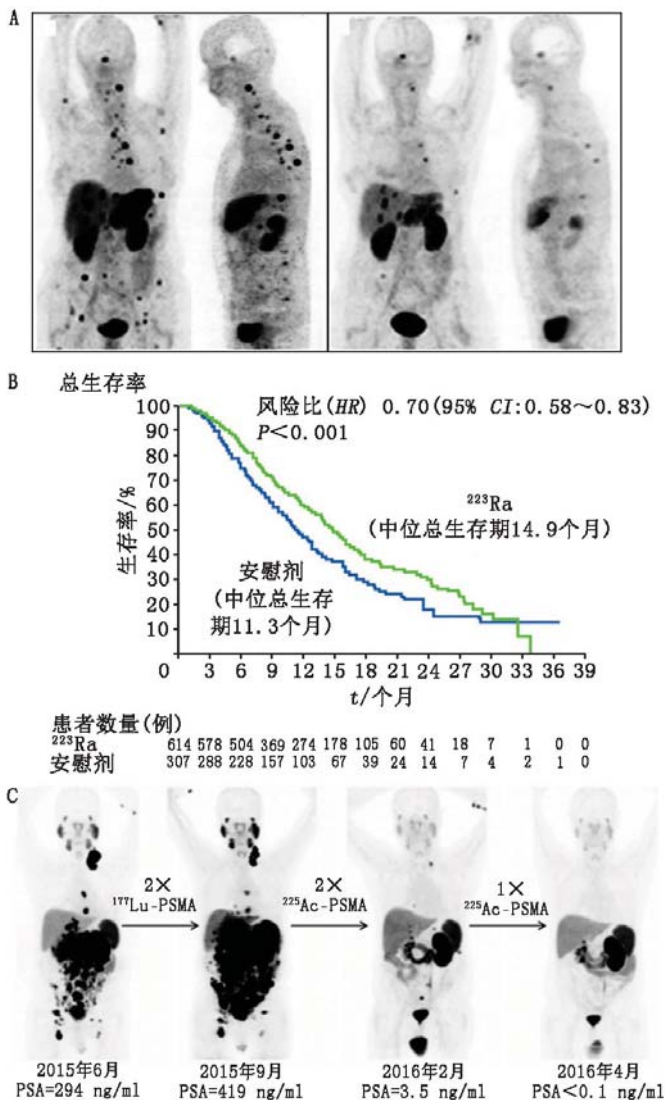 A
B 总生存率
风险比(HR) 0.70(95% CI:0.58～0.83)
P<0.001
生存率/%
100
90
80
70
60
50
40
30
20
10
²²³Ra
(中位总生存期14.9个月)
安慰剂
(中位总生存
期11.3个月)
0 3 6 9 12 15 18 21 24 27 30 33 36 39
t/个月
患者数量(例)
²²³Ra 614 578 504 369 274 178 105 60 41 18 7 1 0 0
安慰剂 307 288 228 157 103 67 39 24 14 7 4 2 1 0
C
2×
¹⁷⁷Lu-PSMA
2×
²²⁵Ac-PSMA
1×
²²⁵Ac-PSMA
2015年6月
PSA=294 ng/ml
2015年9月
PSA=419 ng/ml
2016年2月
PSA=3.5 ng/ml
2016年4月
PSA<0.1 ng/ml